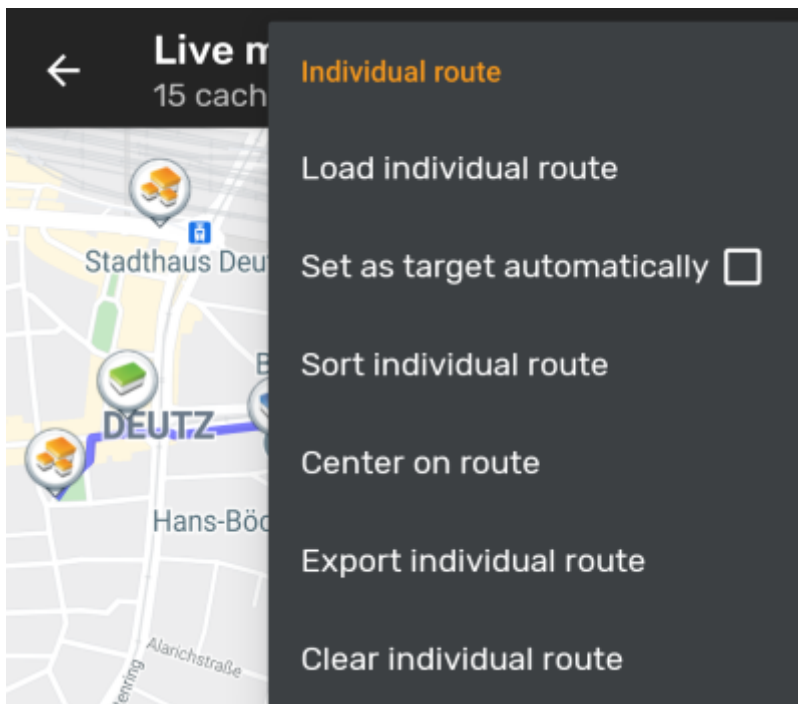 Live m
15 cach
Individual route
Load individual route
Set as target automatically
Sort individual route
Center on route
Export individual route
Clear individual route
Stadthaus Deu
B
DEUTZ
Hans-Böc
Alarichstraße
enring